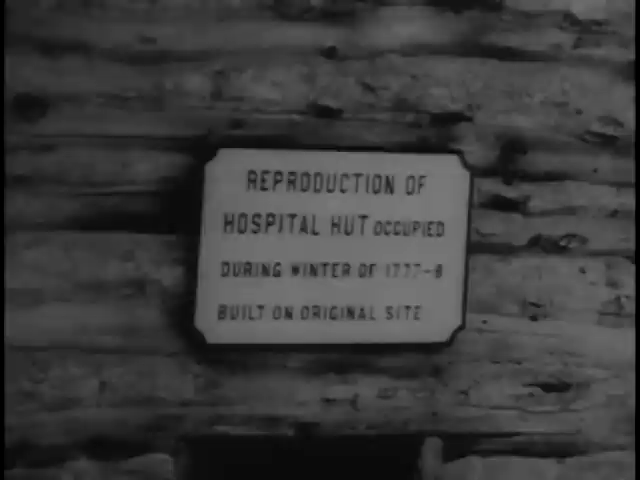 REPRODUCTION OF
HOSPITAL HUT OCCUPIED
DURING WINTER OF 1777-8
BUILT ON ORIGINAL SITE